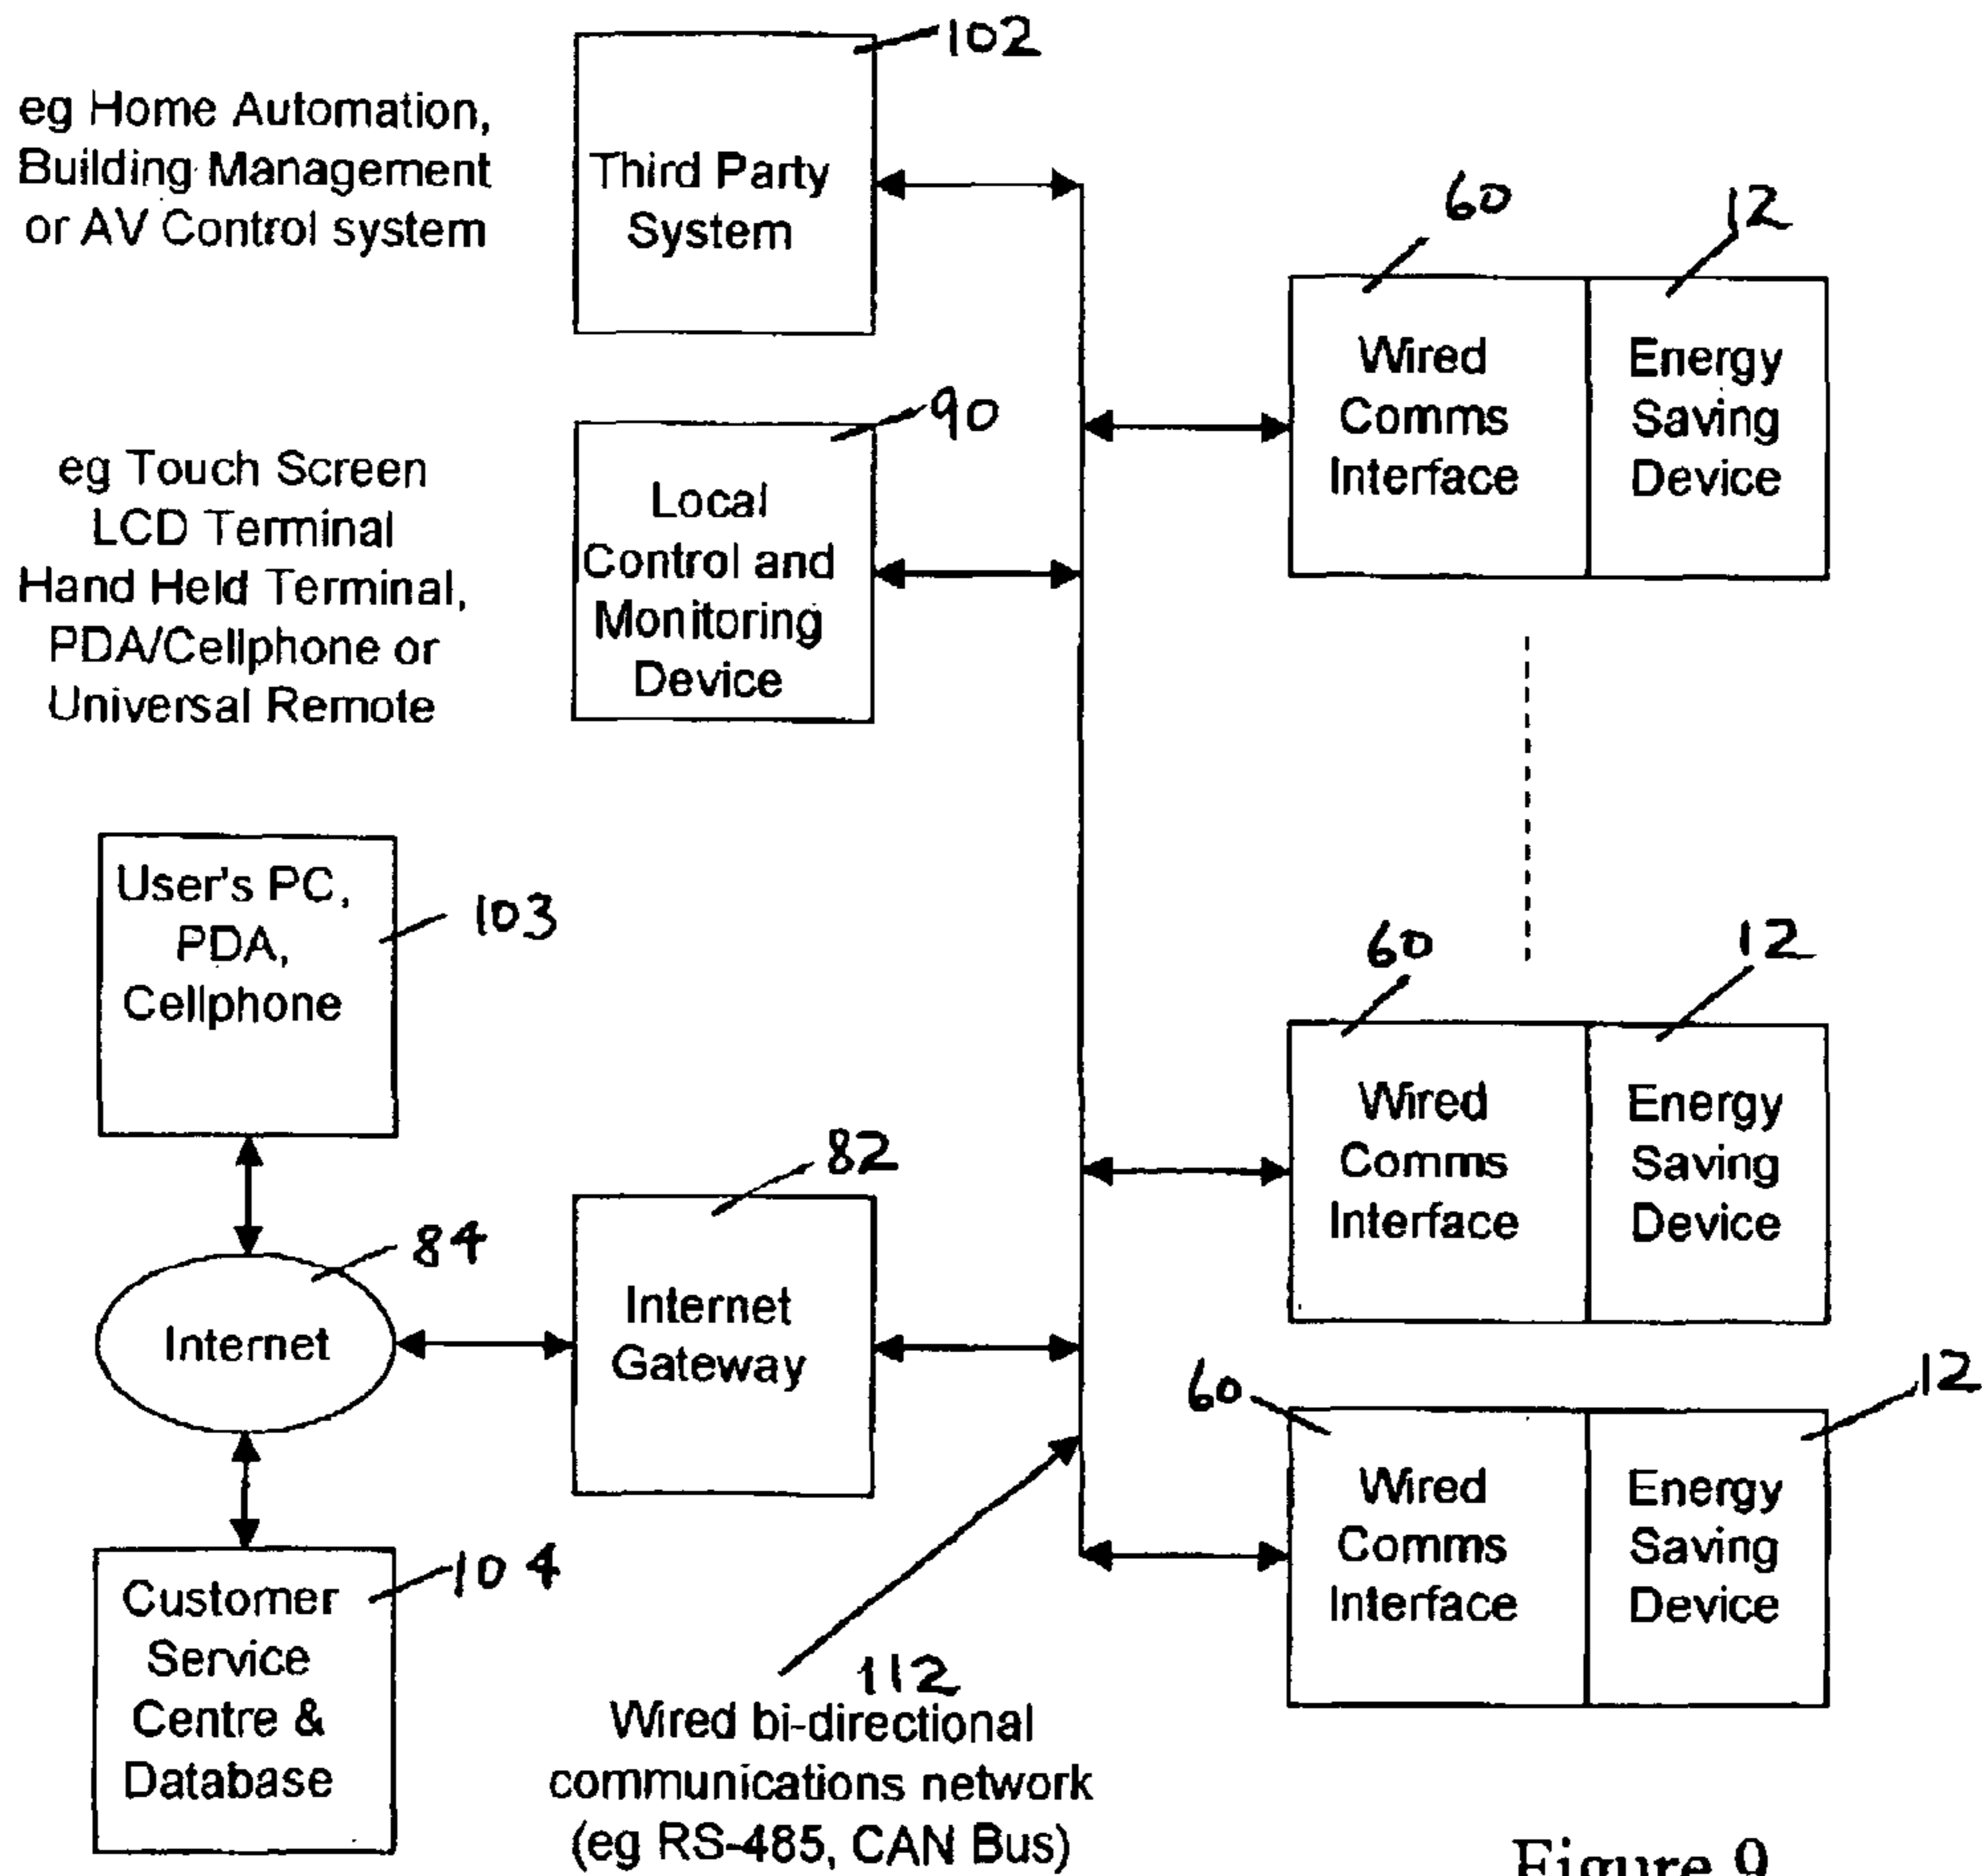 102
eg Home Automation,
Building Management
or AV Control system
Third Party
System
60
12
Wired
Comms
Interface
Energy
Saving
Device
90
eg Touch Screen
LCD Terminal
Hand Held Terminal,
PDA/Cellphone or
Universal Remote
Local
Control and
Monitoring
Device
User's PC,
PDA,
Cellphone
103
60
12
Wired
Comms
Interface
Energy
Saving
Device
82
84
Internet
Internet
Gateway
60
12
Wired
Comms
Interface
Energy
Saving
Device
104
Customer
Service
Centre &
Database
112
Wired bi-directional
communications network
(eg RS-485, CAN Bus)
Figure 9